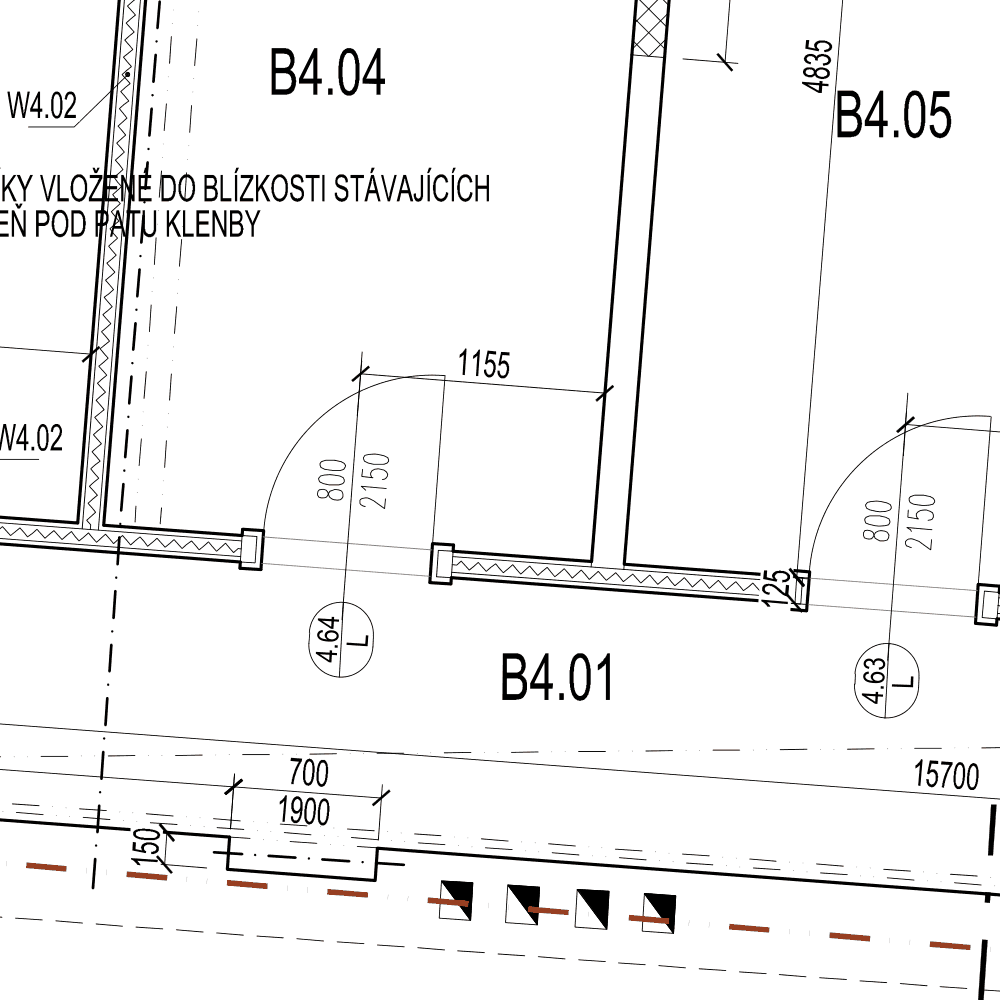 B4.04
4835
B4.05
W4.02
KY VLOŽENÉ DO BLÍZKOSTI STÁVAJÍCÍCH
EŇ POD PATU KLENBY
1155
W4.02
800
2150
800
2150
125
4.64
L
B4.01
4.63
L
700
1900
15700
150